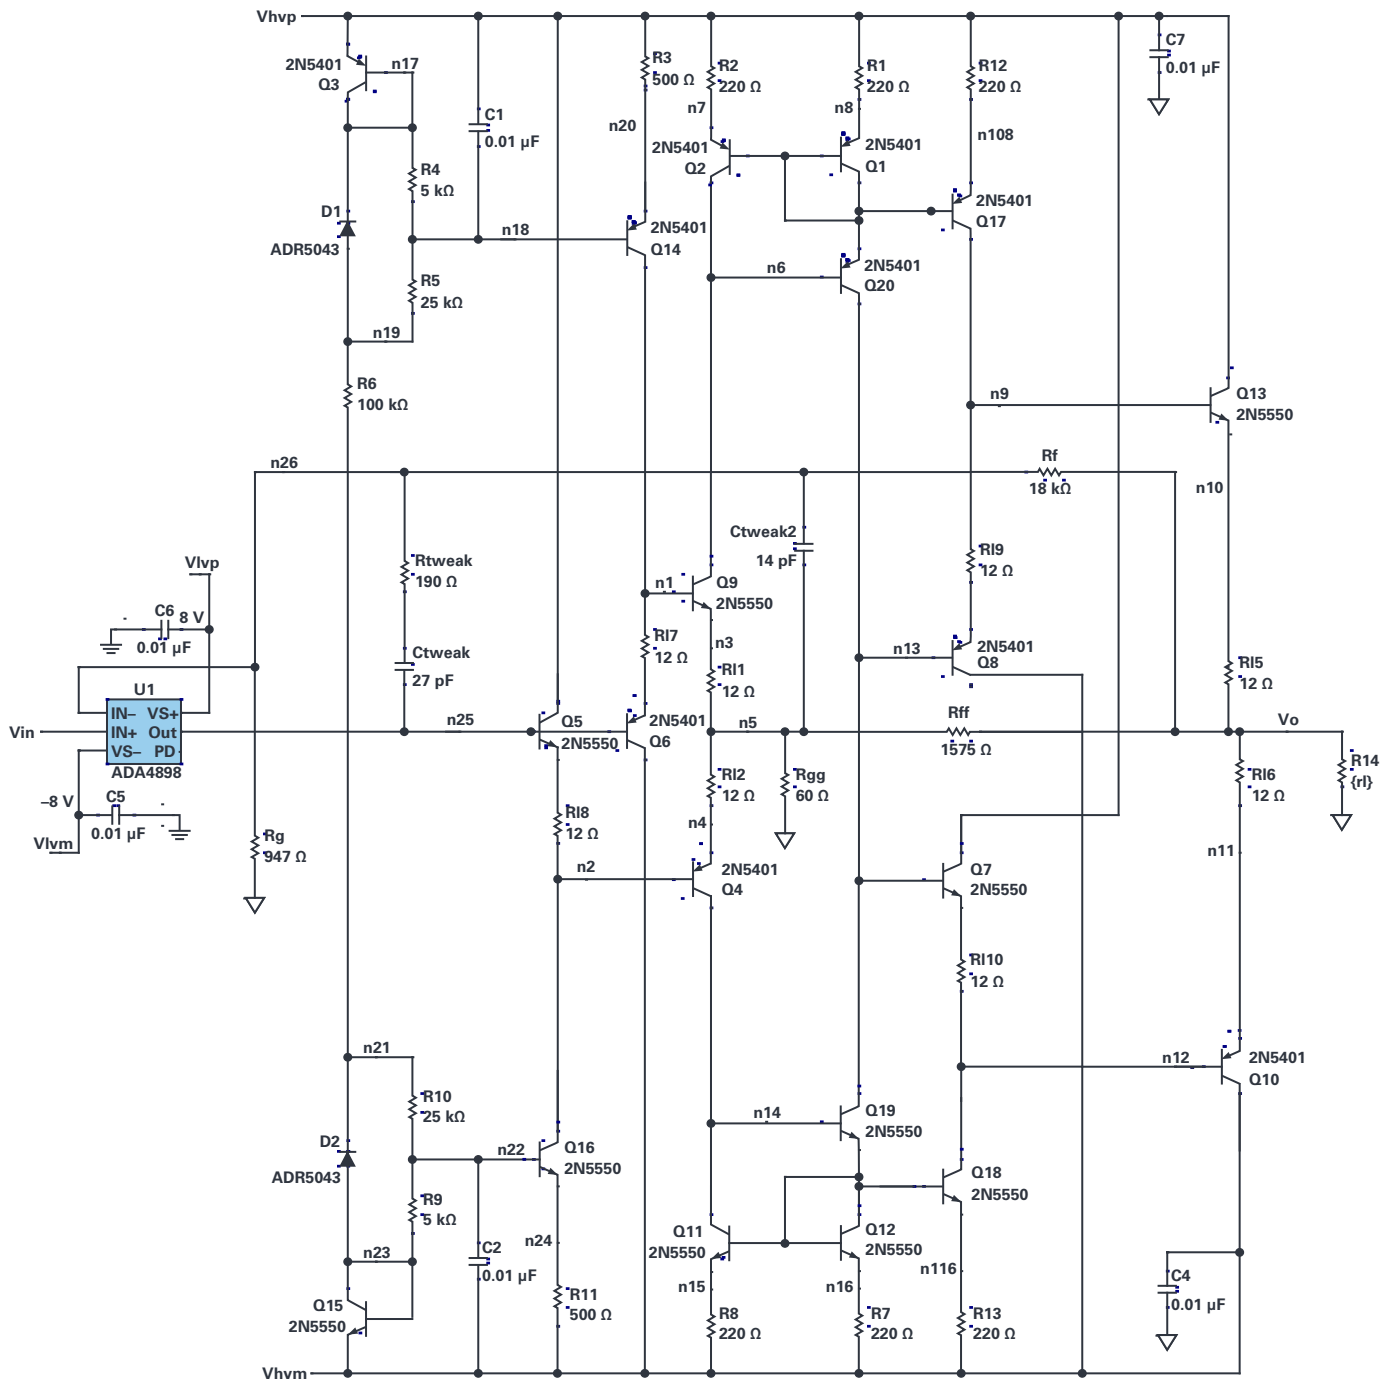 Vhvp
2N5401
Q3
n17
C1
0.01 µF
R3
500 Ω
R2
220 Ω
R1
220 Ω
R12
220 Ω
C7
0.01 µF
n20
n7
n8
n108
2N5401
Q2
2N5401
Q1
2N5401
Q17
R4
5 kΩ
D1
ADR5043
n18
2N5401
Q14
n6
2N5401
Q20
R5
25 kΩ
n19
R6
100 kΩ
n9
Q13
2N5550
n26
Rf
18 kΩ
n10
Rtweak
190 Ω
Ctweak2
14 pF
Rl9
12 Ω
Vlvp
C6
8 V
0.01 µF
n1
Q9
2N5550
Ctweak
27 pF
Rl7
12 Ω
n3
Rl1
12 Ω
n13
2N5401
Q8
Rl5
12 Ω
U1
IN– VS+
Vin
IN+ Out
VS– PD
ADA4898
n25
Q5
2N5550
2N5401
Q6
n5
Rff
1575 Ω
Vo
R14
{rl}
Rl2
12 Ω
Rgg
60 Ω
Rl6
12 Ω
–8 V
C5
0.01 µF
Vlvm
Rg
947 Ω
Rl8
12 Ω
n4
n11
n2
2N5401
Q4
Q7
2N5550
Rl10
12 Ω
n21
n12
2N5401
Q10
R10
25 kΩ
n14
Q19
2N5550
D2
ADR5043
n22
Q16
2N5550
Q18
2N5550
R9
5 kΩ
n23
C2
0.01 µF
n24
Q11
2N5550
Q12
2N5550
n15
n16
n116
C4
0.01 µF
Q15
2N5550
R11
500 Ω
R8
220 Ω
R7
220 Ω
R13
220 Ω
Vhvm